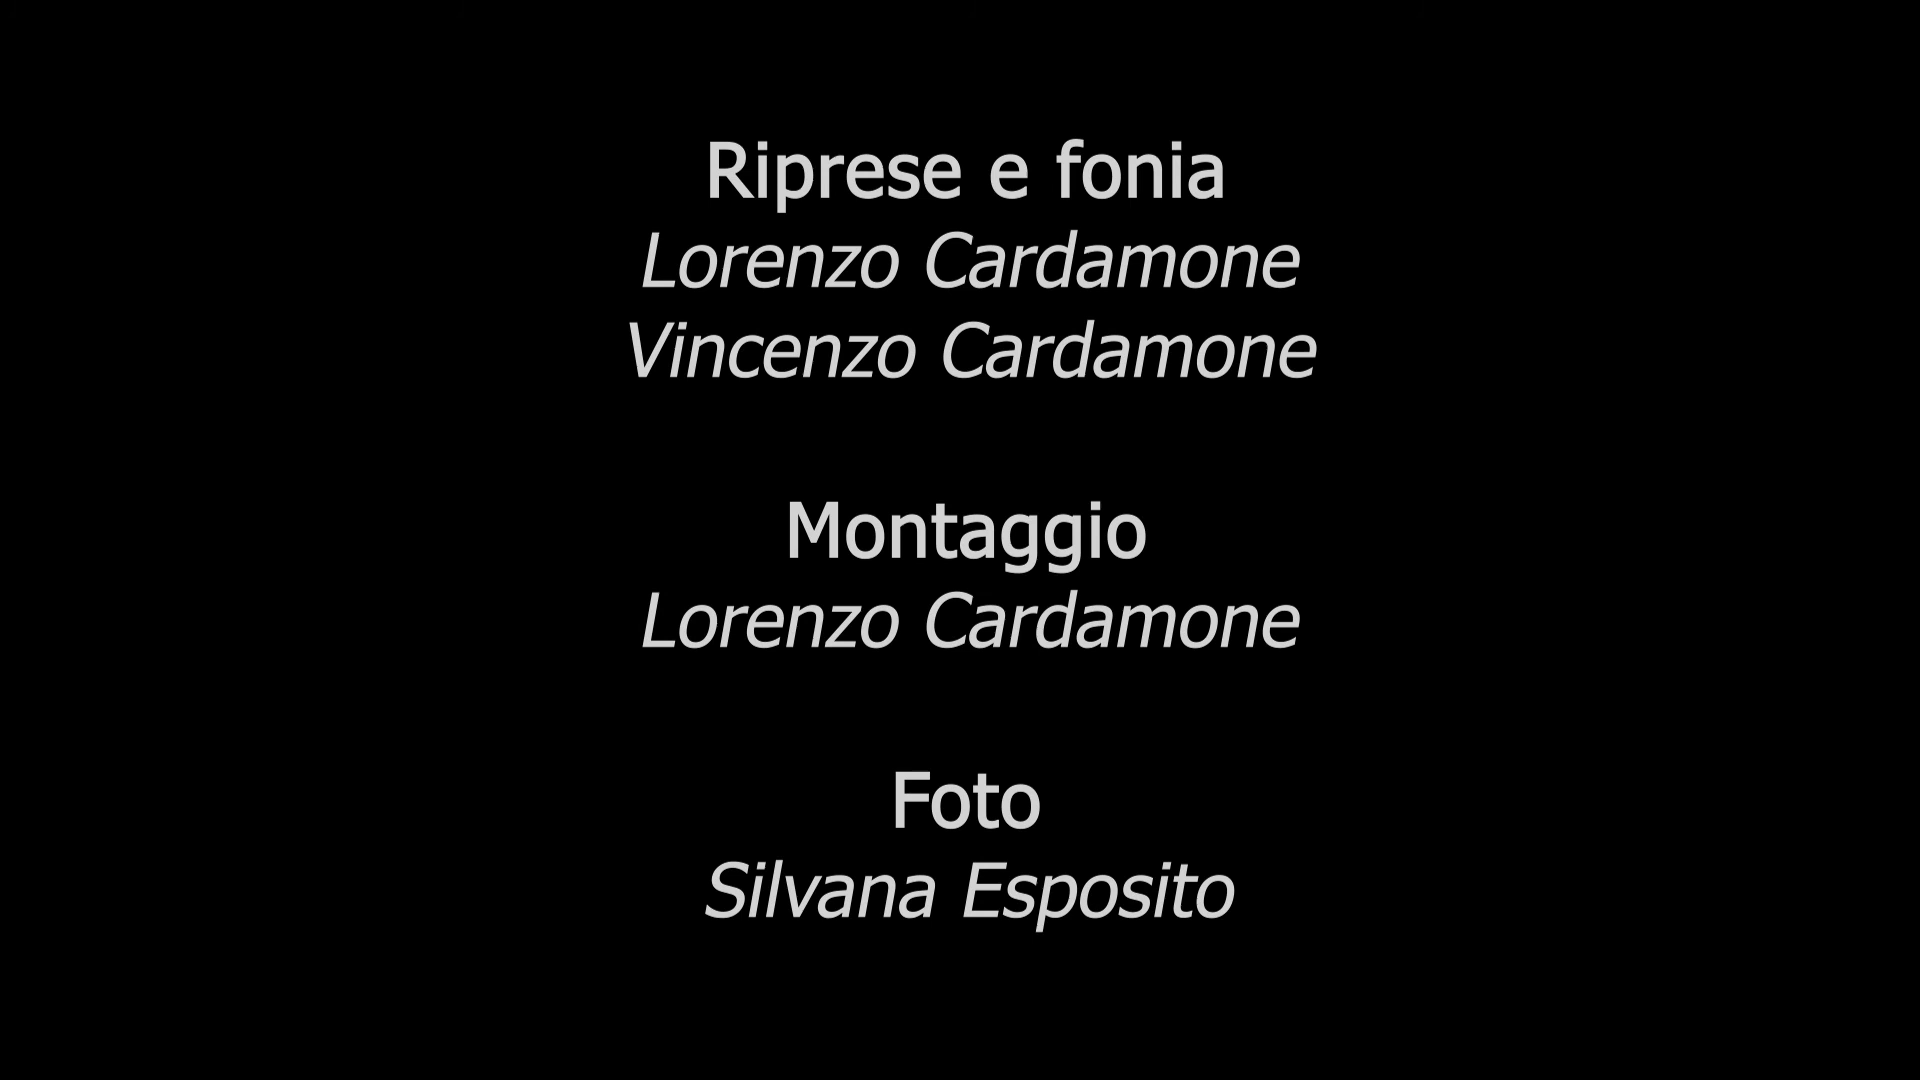 Riprese e fonia
Lorenzo Cardamone
Vincenzo Cardamone
Montaggio
Lorenzo Cardamone
Foto
Silvana Esposito